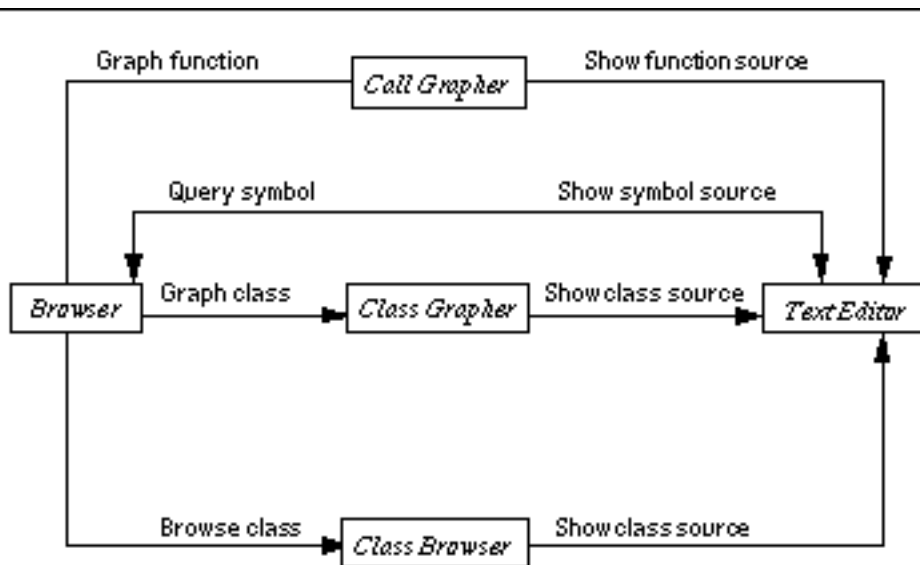 Graph function
Call Grapher
Show function source
Query symbol
Show symbol source
Browser
Graph class
Class Grapher
Show class source
Text Editor
Browse class
Class Browser
Show class source